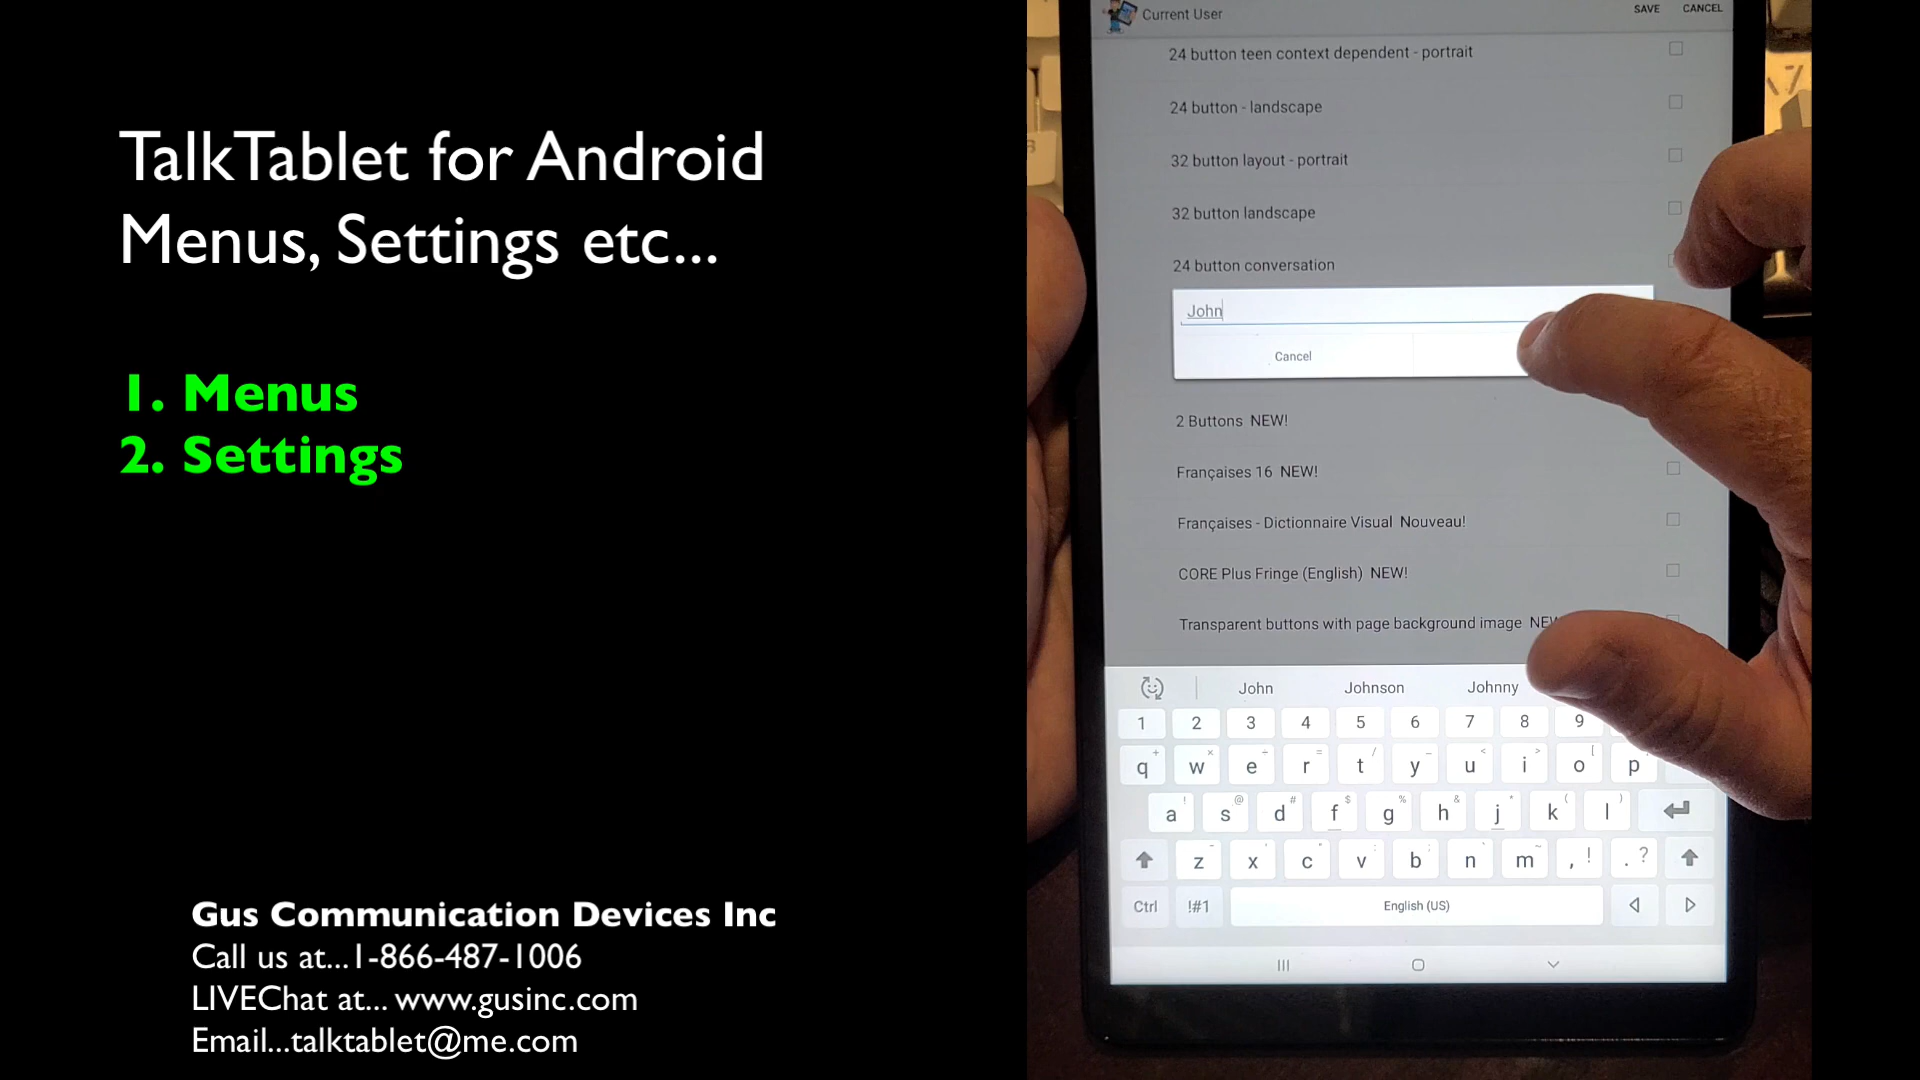 TalkTablet for Android
Menus, Settings etc...
1. Menus
2. Settings
Gus Communication Devices Inc
Call us at...1-866-487-1006
LIVEChat at... www.gusinc.com
Email...talktablet@me.com
Current User
SAVE CANCEL
24 button teen context dependent - portrait
24 button - landscape
32 button layout - portrait
32 button landscape
24 button conversation
John
Cancel
2 Buttons NEW!
Françaises 16 NEW!
Françaises - Dictionnaire Visual Nouveau!
CORE Plus Fringe (English) NEW!
Transparent buttons with page background image
John Johnson Johnny
1 2 3 4 5 6 7 8 9
q w e r t y u i o p
a s d f g h j k l
z x c v b n m , ! . ?
Ctrl !#1 English (US)